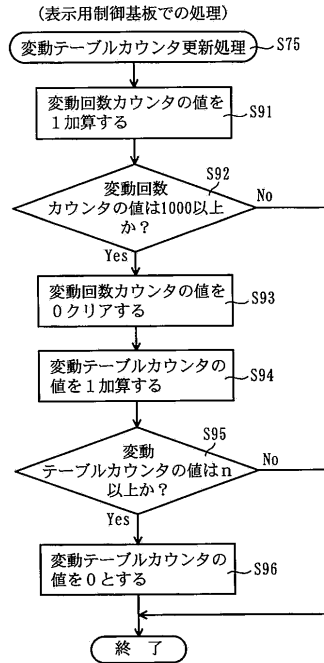 (表示用制御基板での処理)
変動テーブルカウンタ更新処理
S75
変動回数カウンタの値を
1加算する
S91
変動回数
カウンタの値は1000以上
か?
S92
No
Yes
変動回数カウンタの値を
0クリアする
S93
変動テーブルカウンタの
値を1加算する
S94
変動
テーブルカウンタの値はn
以上か?
S95
No
Yes
変動テーブルカウンタの
値を0とする
S96
終 了